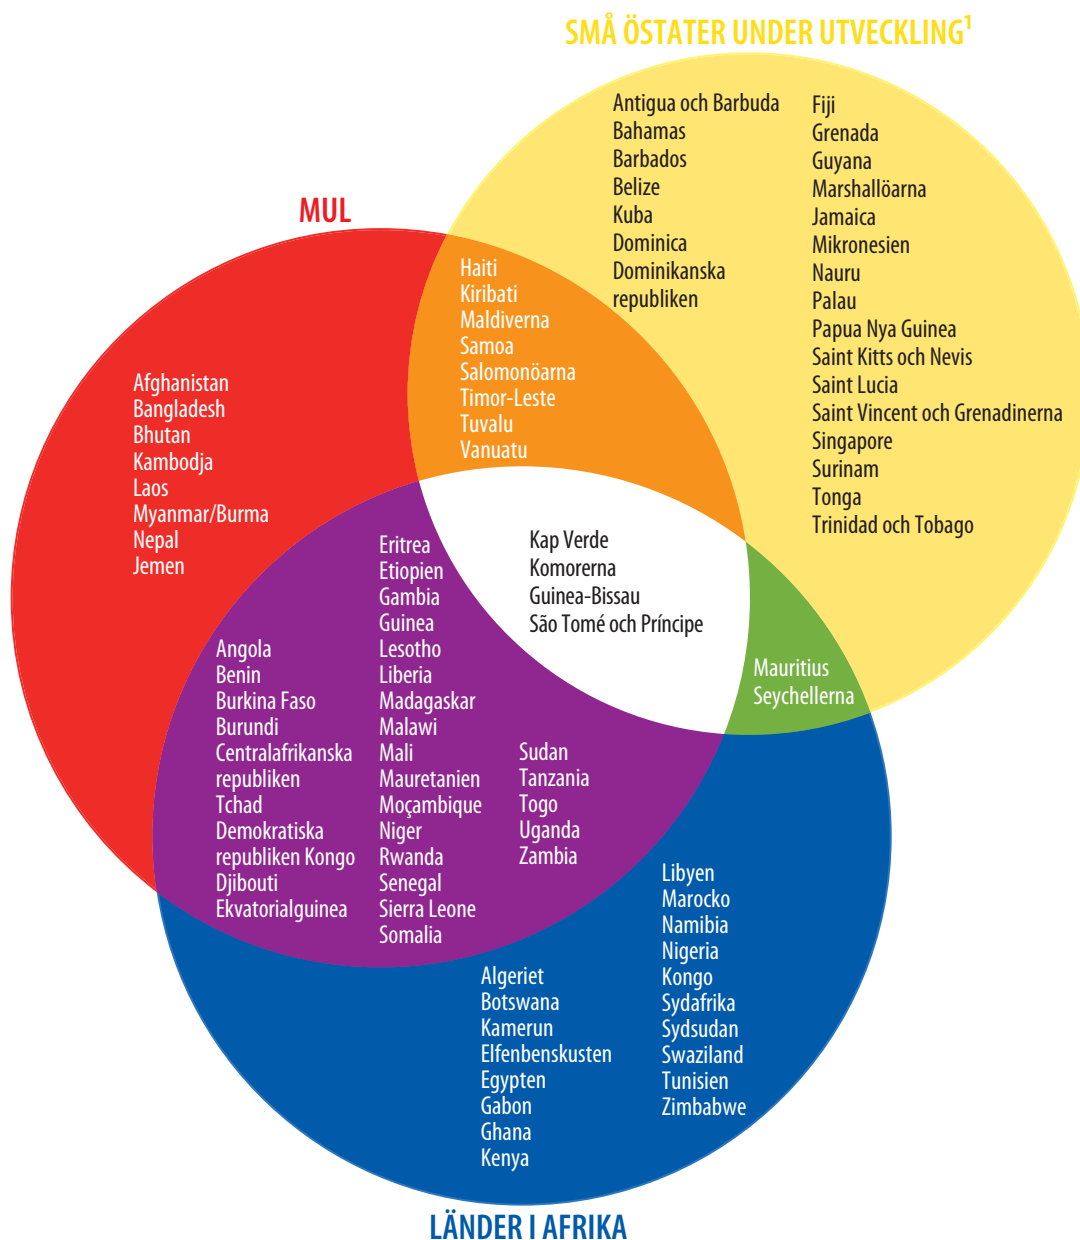 SMÅ ÖSTATER UNDER UTVECKLING¹
Antigua och Barbuda
Bahamas
Barbados
Belize
Kuba
Dominica
Dominikanska
republiken
Fiji
Grenada
Guyana
Marshallöarna
Jamaica
Mikronesien
Nauru
Palau
Papua Nya Guinea
Saint Kitts och Nevis
Saint Lucia
Saint Vincent och Grenadinerna
Singapore
Surinam
Tonga
Trinidad och Tobago
MUL
Haiti
Kiribati
Maldiverna
Samoa
Salomonöarna
Timor-Leste
Tuvalu
Vanuatu
Afghanistan
Bangladesh
Bhutan
Kambodja
Laos
Myanmar/Burma
Nepal
Jemen
Kap Verde
Komorerna
Guinea-Bissau
São Tomé och Príncipe
Mauritius
Seychellerna
Angola
Benin
Burkina Faso
Burundi
Centralafrikanska
republiken
Tchad
Demokratiska
republiken Kongo
Djibouti
Ekvatorialguinea
Eritrea
Etiopien
Gambia
Guinea
Lesotho
Liberia
Madagaskar
Malawi
Mali
Mauretanien
Moçambique
Niger
Rwanda
Senegal
Sierra Leone
Somalia
Sudan
Tanzania
Togo
Uganda
Zambia
Algeriet
Botswana
Kamerun
Elfenbenskusten
Egypten
Gabon
Ghana
Kenya
Libyen
Marocko
Namibia
Nigeria
Kongo
Sydafrika
Sydsudan
Swaziland
Tunisien
Zimbabwe
LÄNDER I AFRIKA